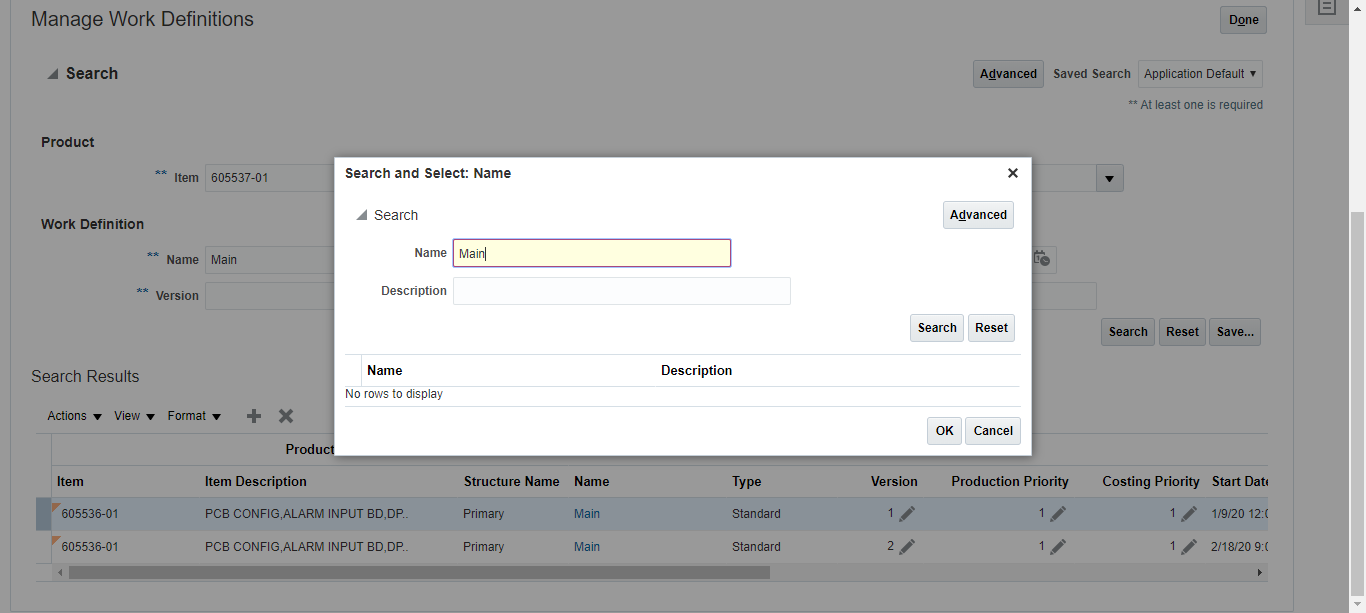 Manage Work Definitions
Done
Search
Advanced Saved Search Application Default
** At least one is required
Product
** Item 605537-01
Work Definition
** Name Main
** Version
Search Reset Save...
Search and Select: Name
Search
Advanced
Name Main
Description
Search Reset
Name Description
No rows to display
OK Cancel
Search Results
Actions View Format
Product
Item Item Description Structure Name Name Type Version Production Priority Costing Priority Start Date
605536-01 PCB CONFIG,ALARM INPUT BD,DP.. Primary Main Standard 1 1 1 1/9/20 12:0
605536-01 PCB CONFIG,ALARM INPUT BD,DP.. Primary Main Standard 2 1 1 2/18/20 9:0